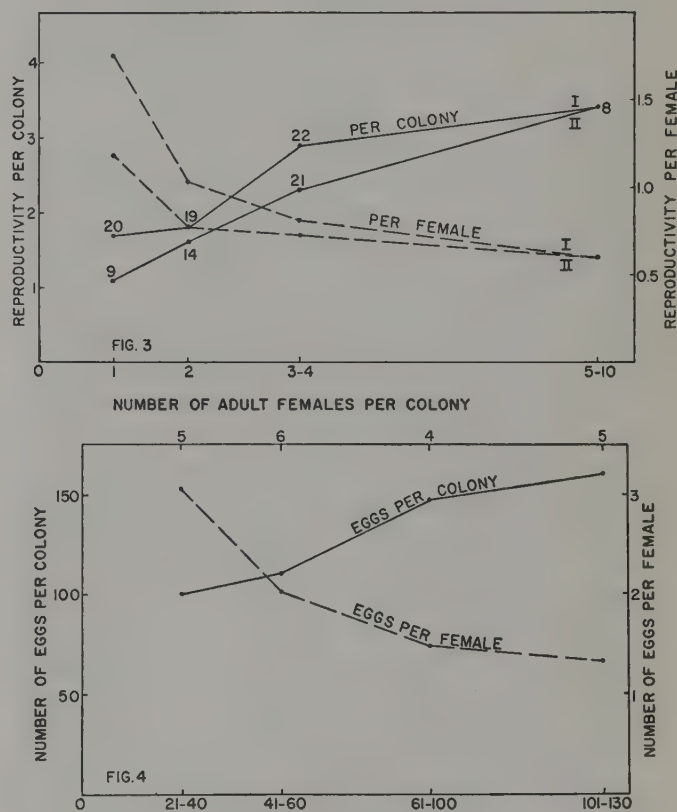 REPRODUCTIVITY PER COLONY
4
3
2
1
0
REPRODUCTIVITY PER FEMALE
1.5
1.0
0.5
20
9
19
14
22
21
8
PER COLONY
I
II
PER FEMALE
I
II
FIG. 3
1
2
3-4
5-10
NUMBER OF ADULT FEMALES PER COLONY
5
6
4
5
NUMBER OF EGGS PER COLONY
150
100
50
0
NUMBER OF EGGS PER FEMALE
3
2
1
EGGS PER COLONY
EGGS PER FEMALE
FIG. 4
21-40
41-60
61-100
101-130